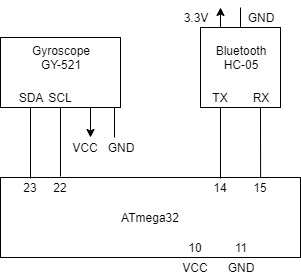 3.3V GND
Gyroscope
GY-521
Bluetooth
HC-05
SDA SCL
TX RX
VCC GND
23 22 14 15
ATmega32
10 11
VCC GND